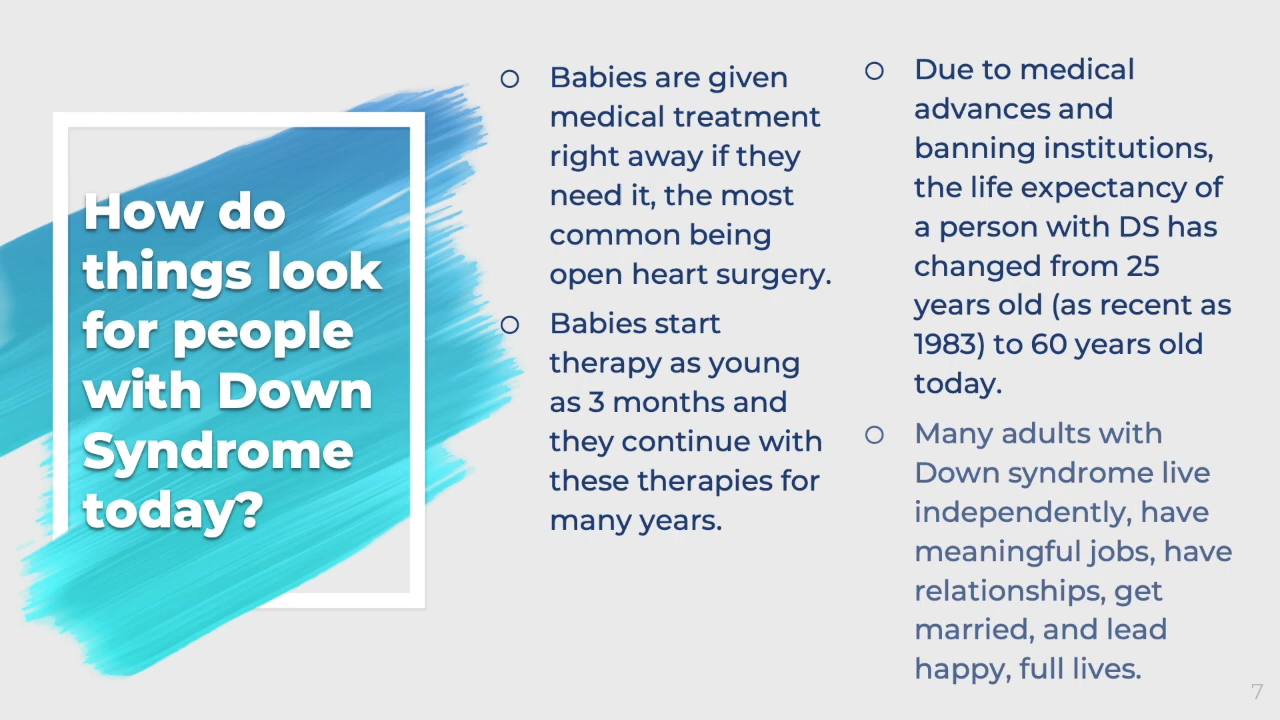 How do
things look
for people
with Down
Syndrome
today?
Babies are given
medical treatment
right away if they
need it, the most
common being
open heart surgery.
Babies start
therapy as young
as 3 months and
they continue with
these therapies for
many years.
Due to medical
advances and
banning institutions,
the life expectancy of
a person with DS has
changed from 25
years old (as recent as
1983) to 60 years old
today.
Many adults with
Down syndrome live
independently, have
meaningful jobs, have
relationships, get
married, and lead
happy, full lives.
7